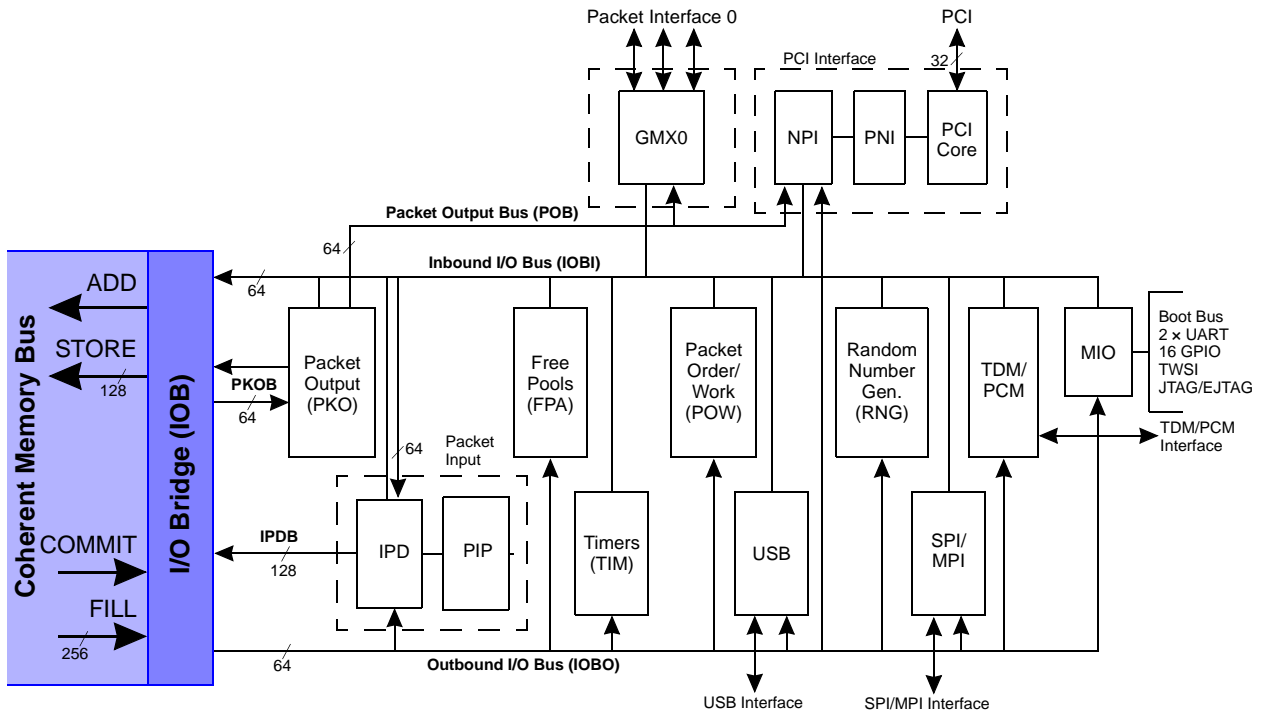 Packet Interface 0
PCI
PCI Interface
32
GMX0
NPI
PNI
PCI
Core
Packet Output Bus (POB)
64
Inbound I/O Bus (IOBI)
64
Coherent Memory Bus
I/O Bridge (IOB)
ADD
STORE
128
COMMIT
FILL
256
PKOB
64
Packet
Output
(PKO)
Free
Pools
(FPA)
Packet
Order/
Work
(POW)
Random
Number
Gen.
(RNG)
TDM/
PCM
MIO
Boot Bus
2 × UART
16 GPIO
TWSI
JTAG/EJTAG
TDM/PCM
Interface
64
Packet
Input
IPDB
128
IPD
PIP
Timers
(TIM)
USB
SPI/
MPI
64
Outbound I/O Bus (IOBO)
USB Interface
SPI/MPI Interface